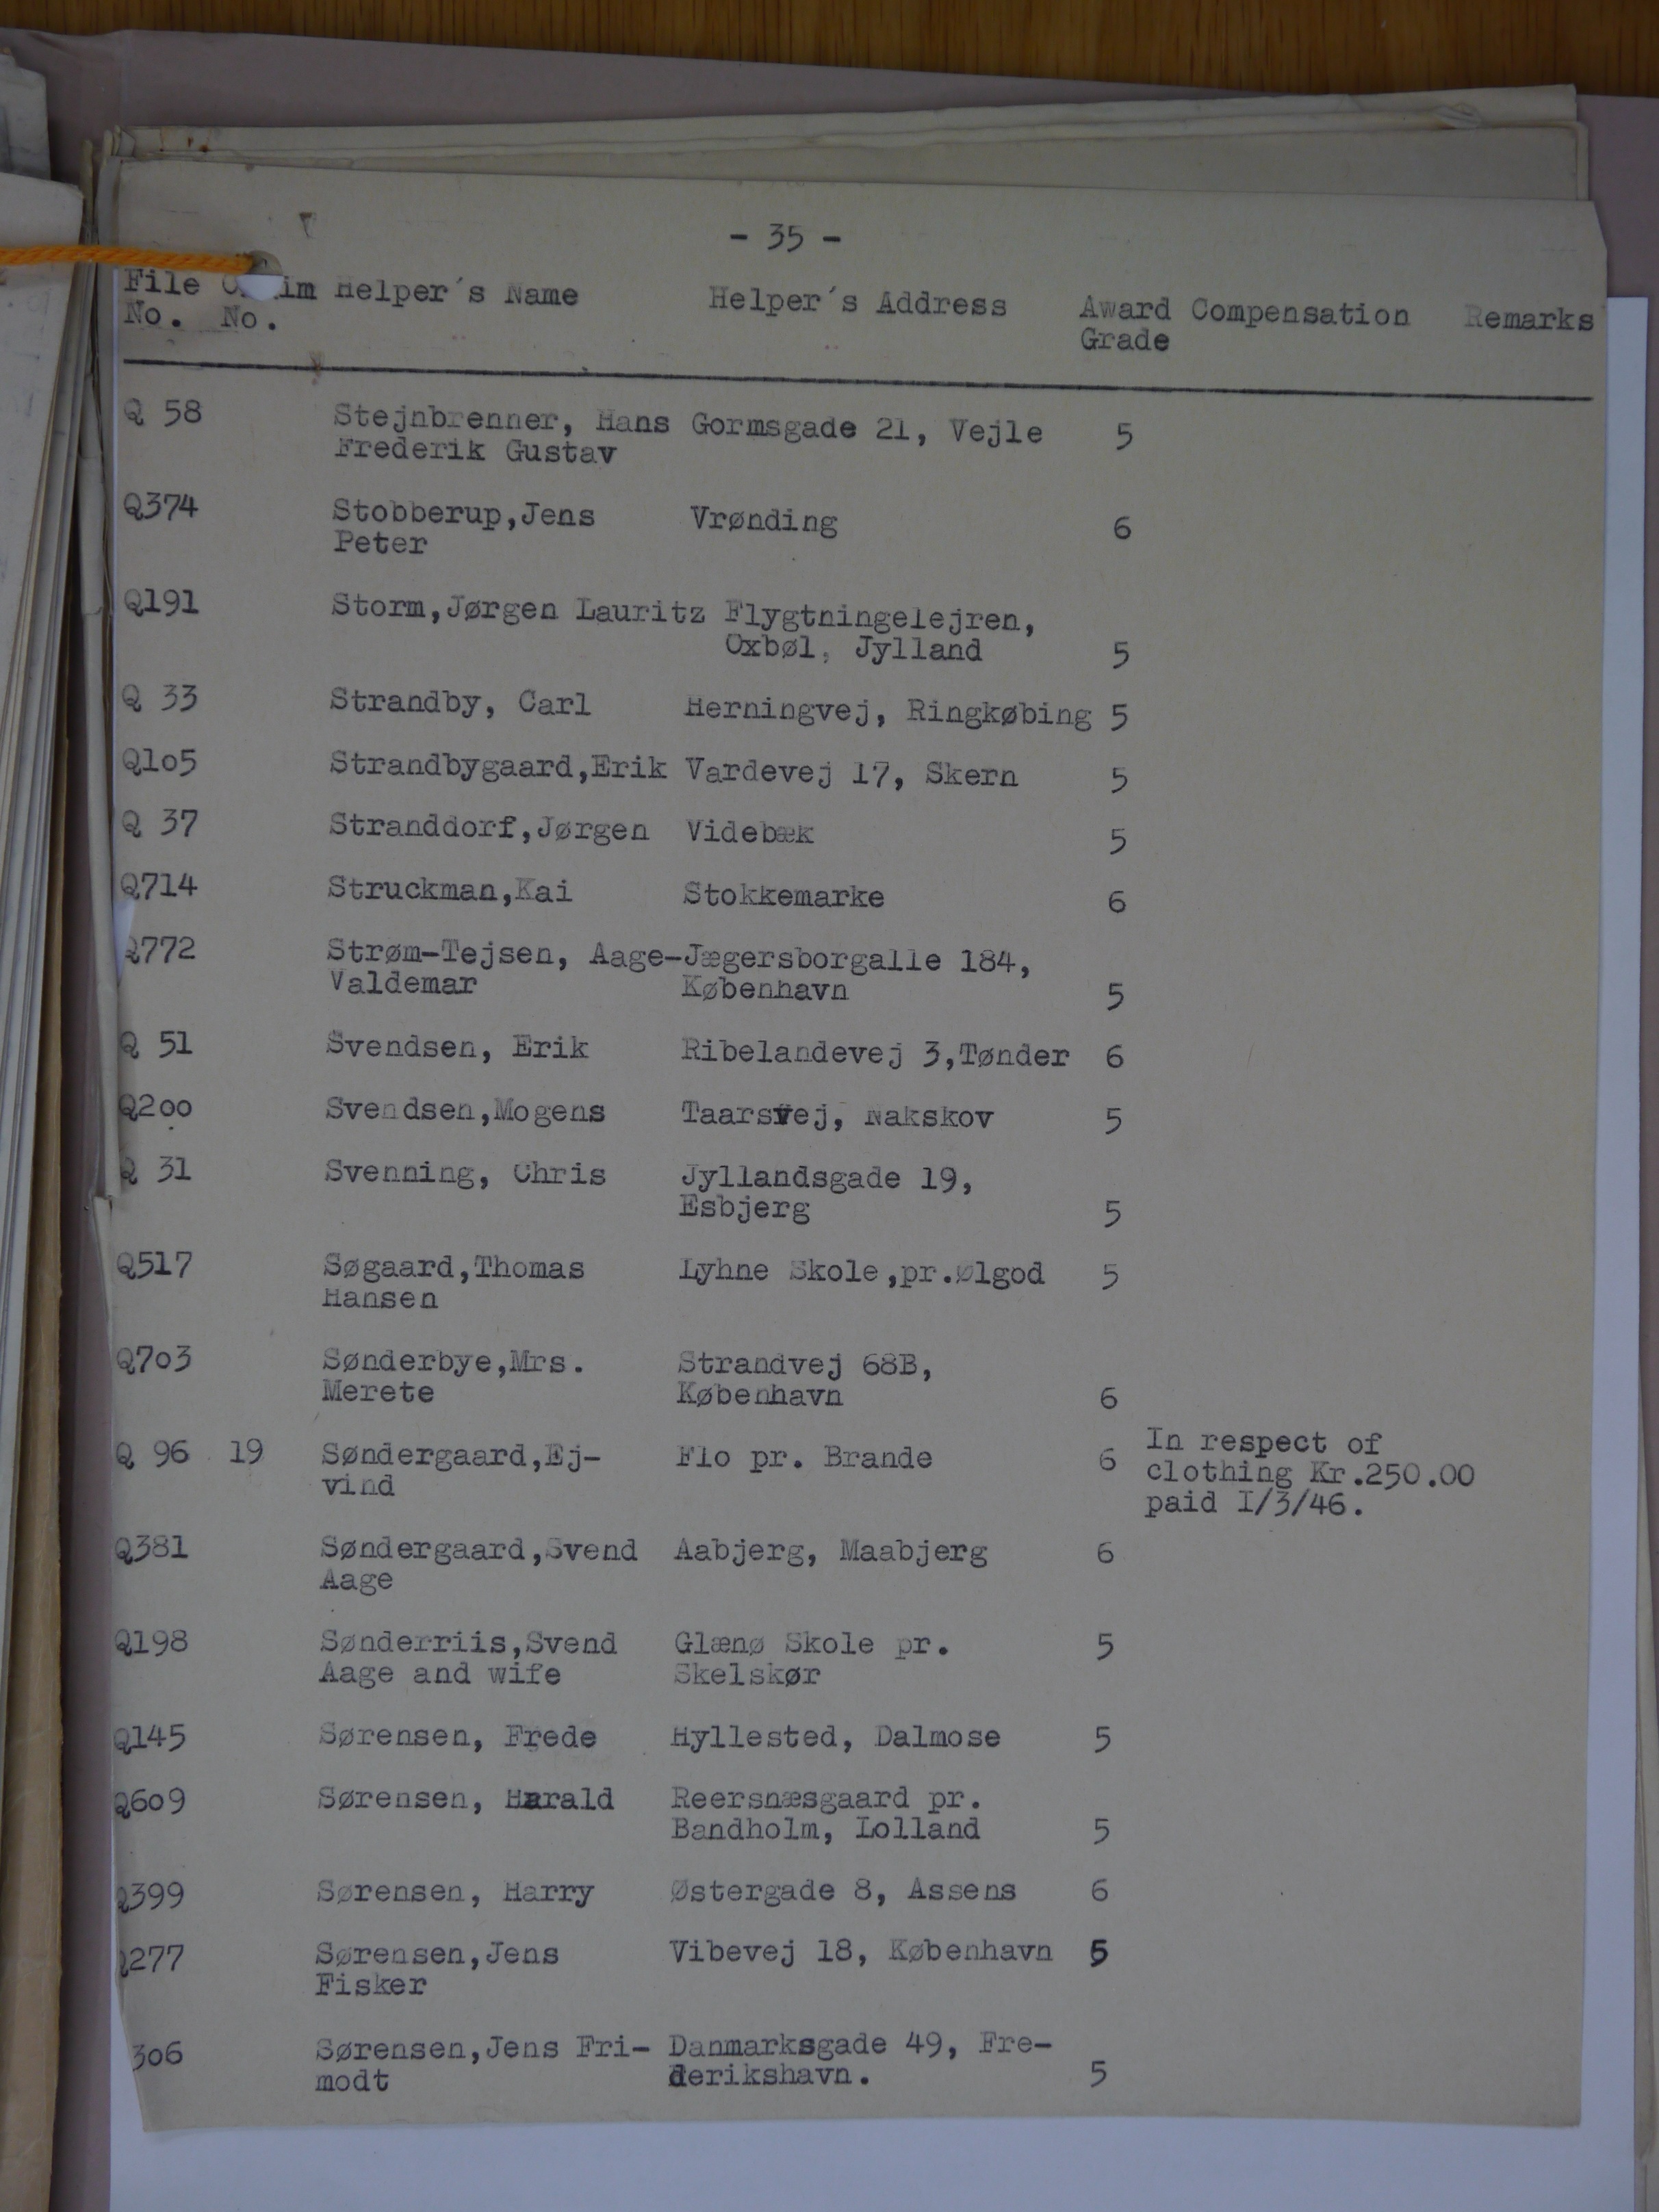 - 35 -
File Claim Helper´s Name Helper´s Address Award Compensation Remarks
No. No. Grade
Q 58 Stejnbrenner, Hans Gormsgade 21, Vejle 5
Frederik Gustav
Q374 Stobberup,Jens Vrønding 6
Peter
Q191 Storm,Jørgen Lauritz Flygtningelejren,
Oxbøl, Jylland 5
Q 33 Strandby, Carl Herningvej, Ringkøbing 5
Q1o5 Strandbygaard,Erik Vardevej 17, Skern 5
Q 37 Stranddorf,Jørgen Videbæk 5
Q714 Struckman,Kai Stokkemarke 6
Q772 Strøm-Tejsen, Aage-Jægersborgalle 184,
Valdemar København 5
Q 51 Svendsen, Erik Ribelandevej 3,Tønder 6
Q2oo Svendsen,Mogens Taarsvej, Nakskov 5
Q 31 Svenning, Chris Jyllandsgade 19,
Esbjerg 5
Q517 Søgaard,Thomas Lyhne Skole,pr.Ølgod 5
Hansen
Q7o3 Sønderbye,Mrs. Strandvej 68B,
Merete København 6
Q 96 19 Søndergaard,Ej- Flo pr. Brande 6 In respect of
vind clothing Kr.250.00
paid I/3/46.
Q381 Søndergaard,Svend Aabjerg, Maabjerg 6
Aage
Q198 Sønderriis,Svend Glænø Skole pr. 5
Aage and wife Skelskør
Q145 Sørensen, Frede Hyllested, Dalmose 5
Q6o9 Sørensen, Harald Reersnæsgaard pr.
Bandholm, Lolland 5
Q399 Sørensen, Harry Østergade 8, Assens 6
Q277 Sørensen,Jens Vibevej 18, København 5
Fisker
3o6 Sørensen,Jens Fri- Danmarksgade 49, Fre-
modt derikshavn. 5